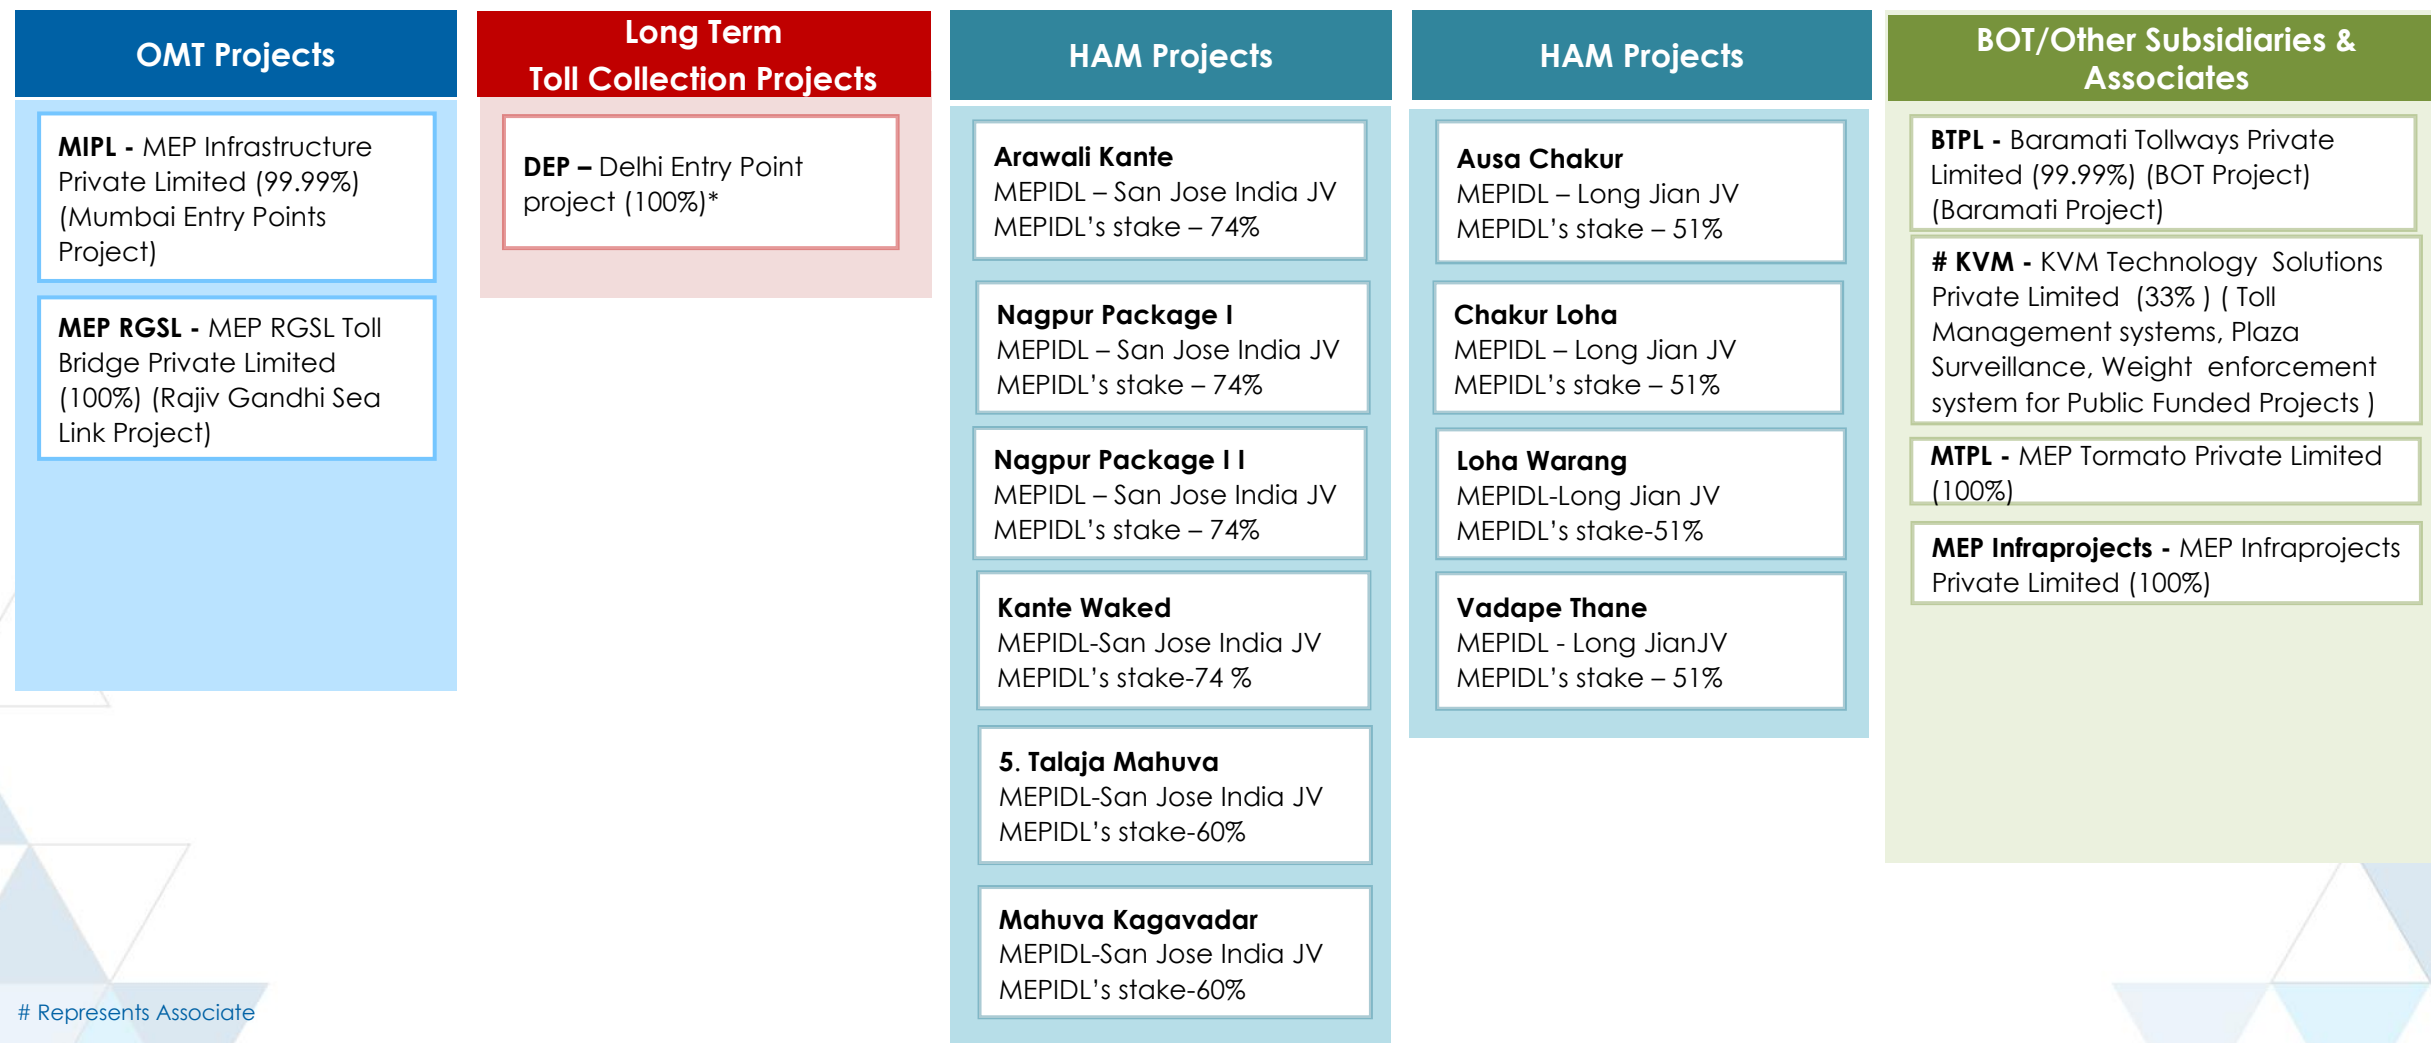 OMT Projects
MIPL - MEP Infrastructure
Private Limited (99.99%)
(Mumbai Entry Points
Project)
MEP RGSL - MEP RGSL Toll
Bridge Private Limited
(100%) (Rajiv Gandhi Sea
Link Project)
Long Term
Toll Collection Projects
DEP – Delhi Entry Point
project (100%)*
HAM Projects
Arawali Kante
MEPIDL – San Jose India JV
MEPIDL’s stake – 74%
Nagpur Package I
MEPIDL – San Jose India JV
MEPIDL’s stake – 74%
Nagpur Package I I
MEPIDL – San Jose India JV
MEPIDL’s stake – 74%
Kante Waked
MEPIDL-San Jose India JV
MEPIDL’s stake-74 %
5. Talaja Mahuva
MEPIDL-San Jose India JV
MEPIDL’s stake-60%
Mahuva Kagavadar
MEPIDL-San Jose India JV
MEPIDL’s stake-60%
HAM Projects
Ausa Chakur
MEPIDL – Long Jian JV
MEPIDL’s stake – 51%
Chakur Loha
MEPIDL – Long Jian JV
MEPIDL’s stake – 51%
Loha Warang
MEPIDL-Long Jian JV
MEPIDL’s stake-51%
Vadape Thane
MEPIDL - Long JianJV
MEPIDL’s stake – 51%
BOT/Other Subsidiaries &
Associates
BTPL - Baramati Tollways Private
Limited (99.99%) (BOT Project)
(Baramati Project)
# KVM - KVM Technology Solutions
Private Limited (33% ) ( Toll
Management systems, Plaza
Surveillance, Weight enforcement
system for Public Funded Projects )
MTPL - MEP Tormato Private Limited
(100%)
MEP Infraprojects - MEP Infraprojects
Private Limited (100%)
# Represents Associate